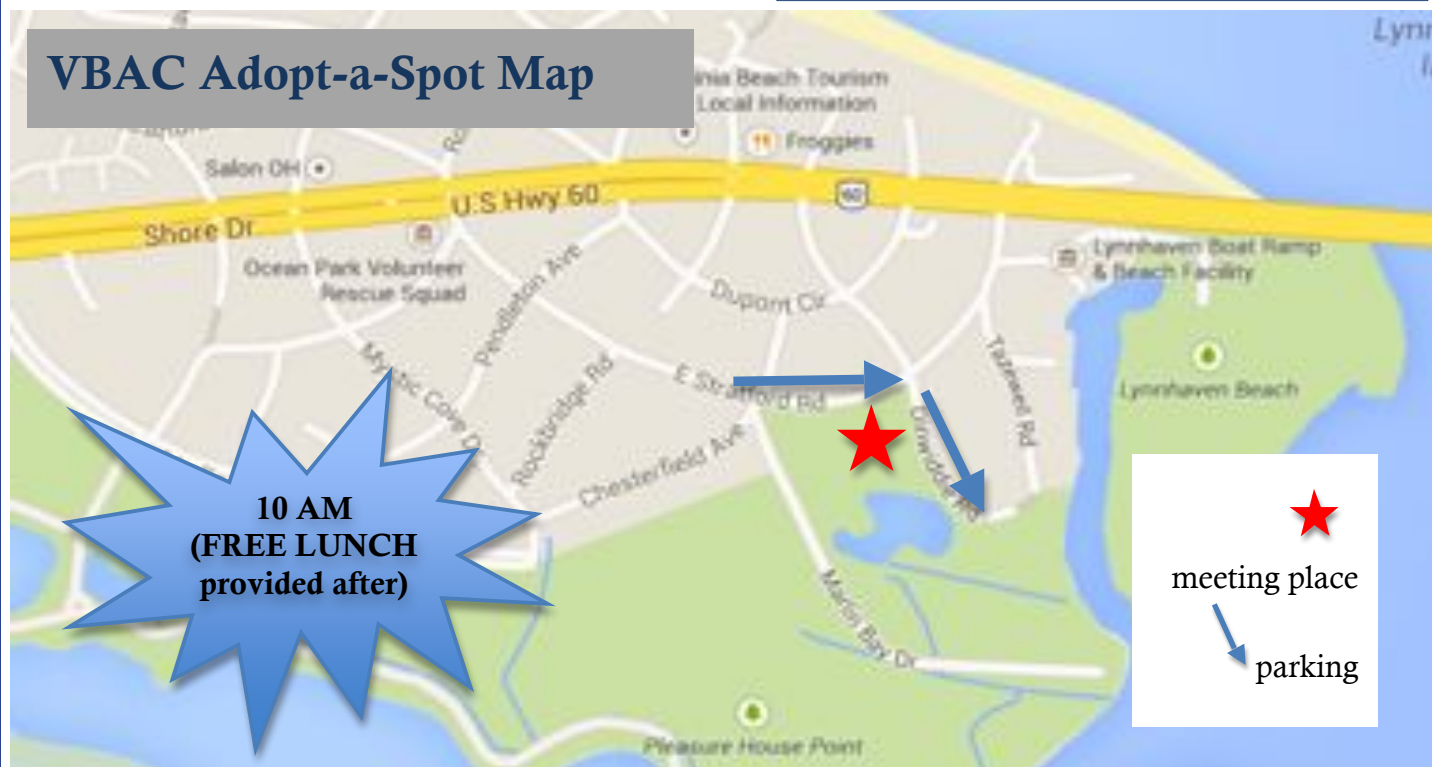 VBAC Adopt-a-Spot Map
inia Beach Tourism
Local Information
Froggies
Salon OH
U.S Hwy 60
60
Shore Dr
Ocean Park Volunteer
Rescue Squad
Lynnhaven Boat Ramp
& Beach Facility
Pendleton Ave
Dupont Cir
Mystic Cove D
Rockbridge Rd
E Stratford Rd
Tazewell Rd
Lynnhaven Beach
Chesterfield Ave
Dinwiddie Rd
10 AM
(FREE LUNCH
provided after)
meeting place
parking
Marlin Bay Dr
Pleasure House Point